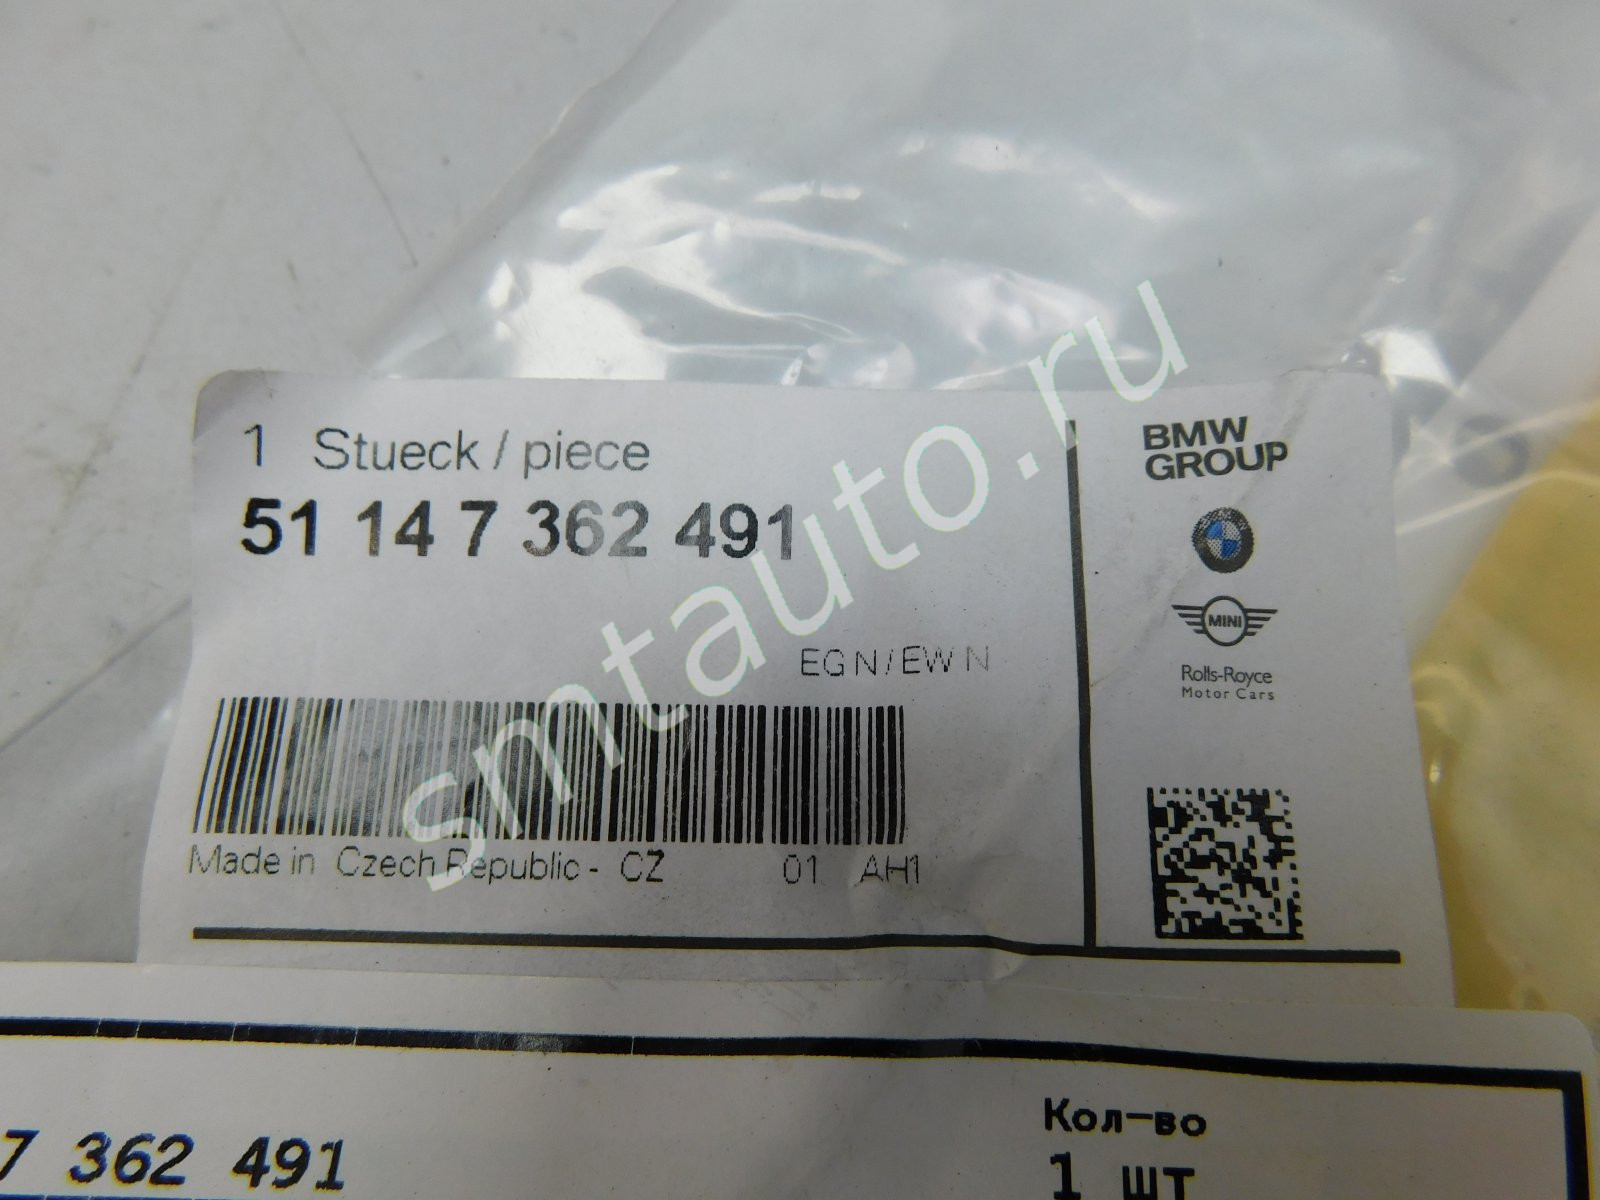 1 Stueck / piece
51 14 7 362 491
EG N / EW N
Made in Czech Republic - CZ 01 AH1
BMW
GROUP
MINI
Rolls-Royce
Motor Cars
smtauto.ru
7 362 491
Кол-во
1 шт